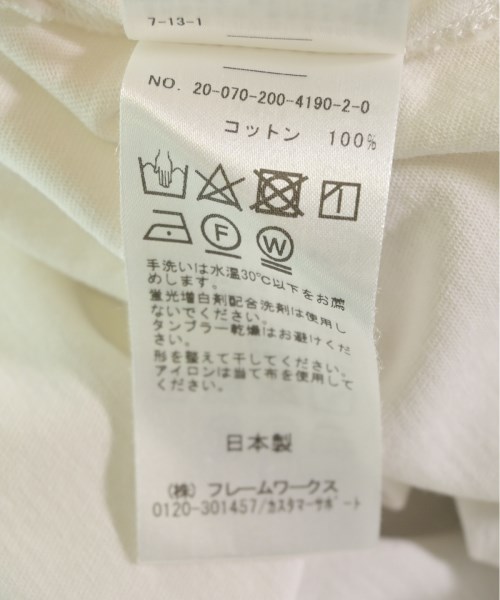 7-13-1
NO. 20-070-200-4190-2-0
コットン 100%
F
W
手洗いは水温30℃以下をお薦
めします。
蛍光増白剤配合洗剤は使用し
ないでください。
タンブラー乾燥はお避けくだ
さい。
形を整えて干してください。
アイロンは当て布を使用して
ください。
日本製
(株) フレームワークス
0120-301457/カスタマーサポート